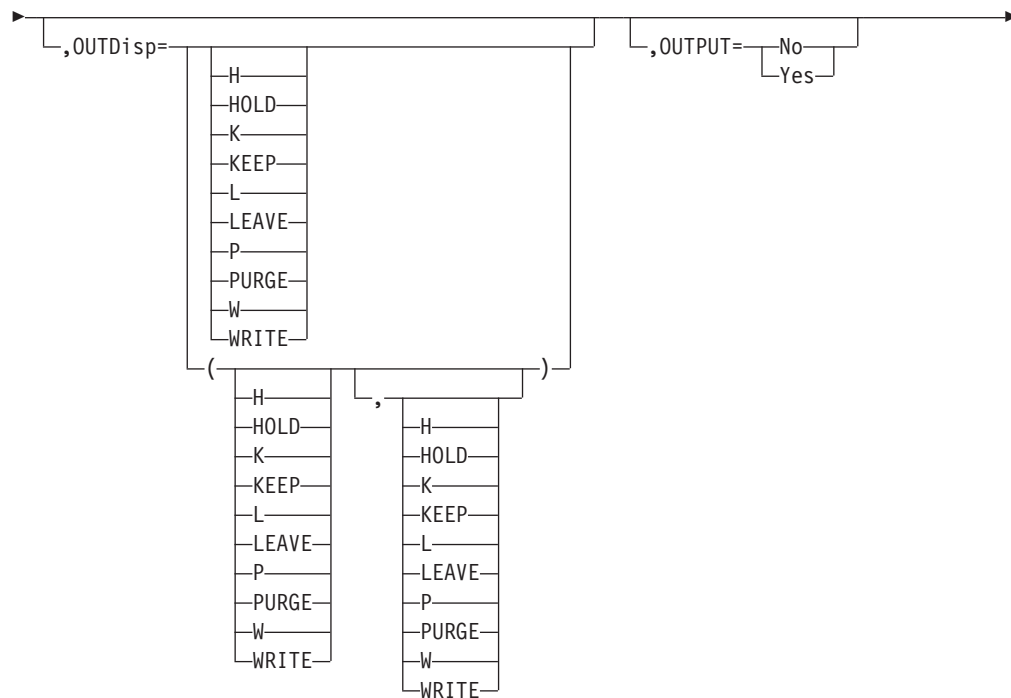 ,OUTDisp=
,OUTPUT= No
Yes
H
HOLD
K
KEEP
L
LEAVE
P
PURGE
W
WRITE
( )
H
HOLD
K
KEEP
L
LEAVE
P
PURGE
W
WRITE
,
H
HOLD
K
KEEP
L
LEAVE
P
PURGE
W
WRITE